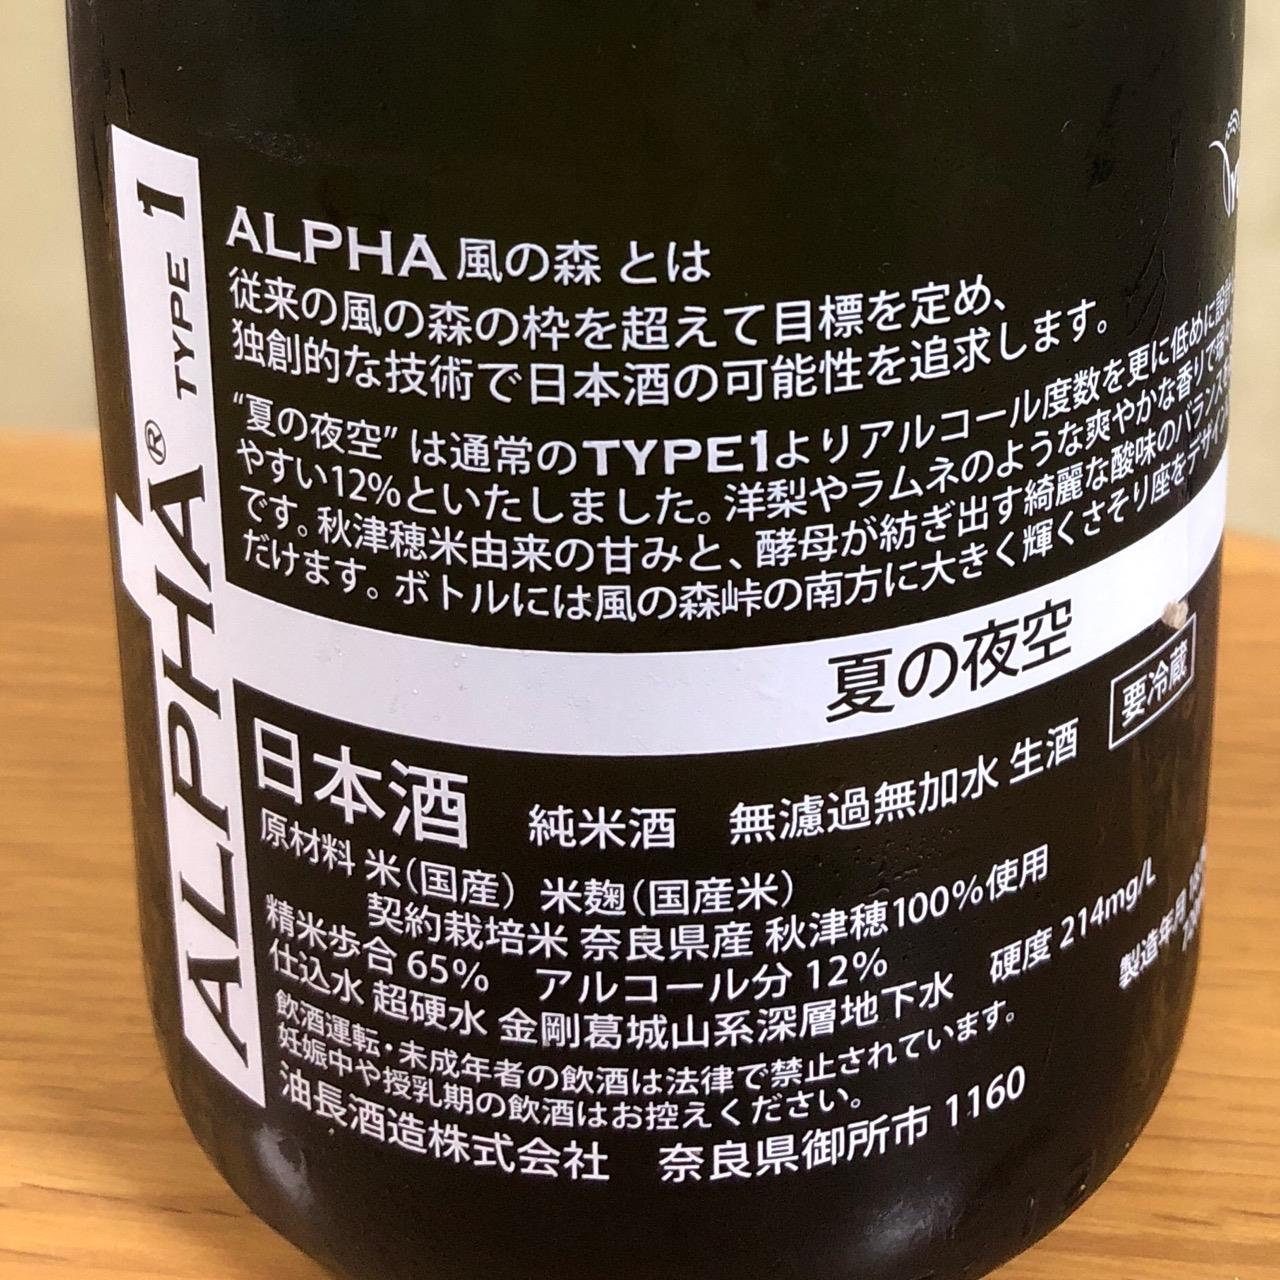 ALPHA® TYPE 1
ALPHA 風の森 とは
従来の風の森の枠を超えて目標を定め、
独創的な技術で日本酒の可能性を追求します。
“夏の夜空” は通常のTYPE1よりアルコール度数を更に低めに設計
やすい12%といたしました。洋梨やラムネのような爽やかな香りで
です。秋津穂米由来の甘みと、酵母が紡ぎ出す綺麗な酸味のバランス
だけます。ボトルには風の森峠の南方に大きく輝くさそり座をデザイン
夏の夜空
日本酒 純米酒 無濾過無加水 生酒 要冷蔵
原材料 米(国産) 米麹(国産米)
契約栽培米 奈良県産 秋津穂100%使用
精米歩合 65% アルコール分 12%
仕込水 超硬水 金剛葛城山系深層地下水 硬度 214mg/L
製造年月
飲酒運転・未成年者の飲酒は法律で禁止されています。
妊娠中や授乳期の飲酒はお控えください。
油長酒造株式会社 奈良県御所市 1160